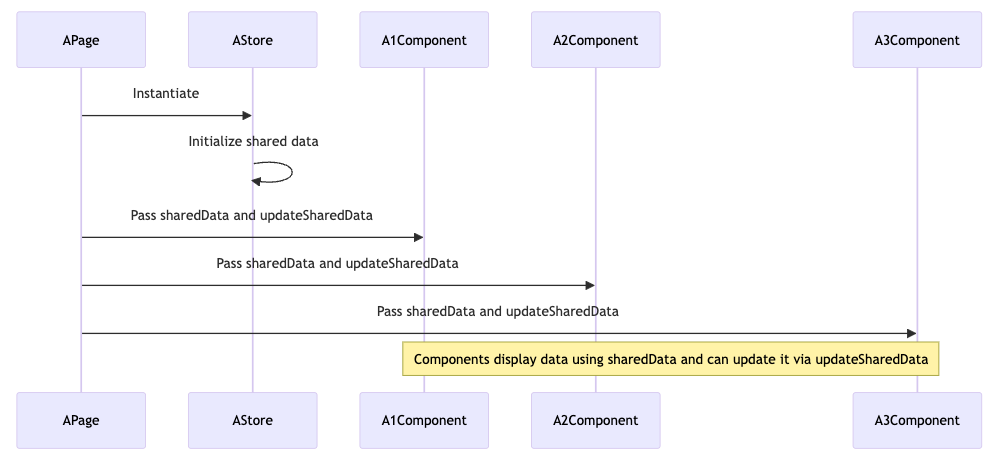 APage
AStore
A1Component
A2Component
A3Component
Instantiate
Initialize shared data
Pass sharedData and updateSharedData
Pass sharedData and updateSharedData
Pass sharedData and updateSharedData
Components display data using sharedData and can update it via updateSharedData
APage
AStore
A1Component
A2Component
A3Component